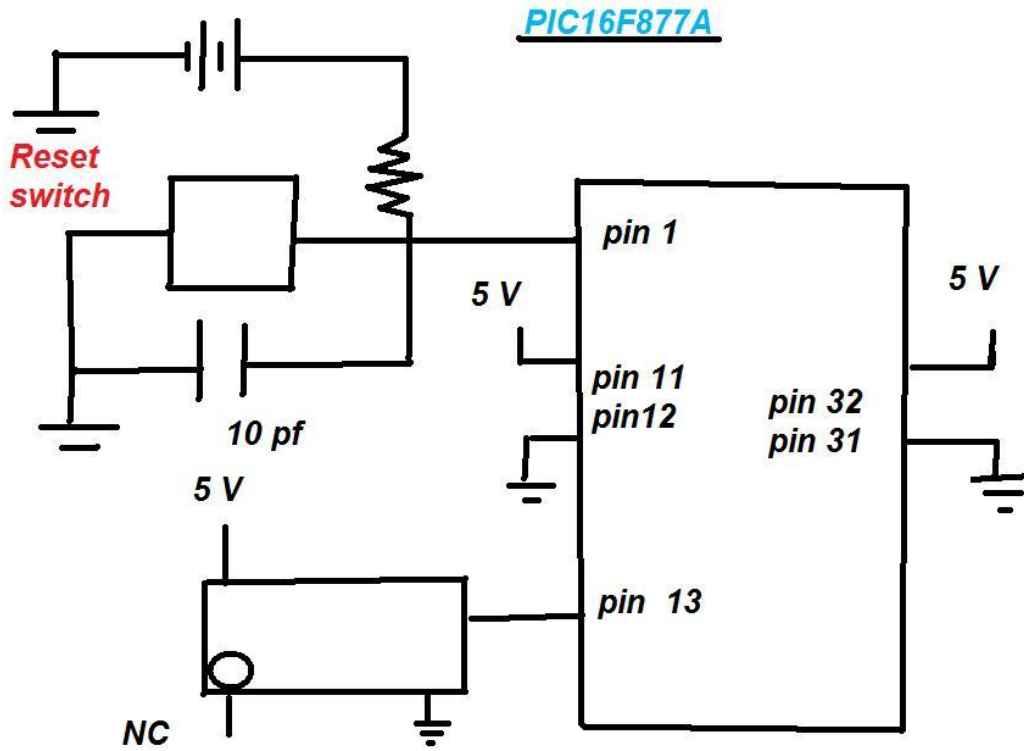 PIC16F877A
Reset
switch
pin 1
5 V
5 V
pin 11
pin12
pin 32
pin 31
10 pf
5 V
pin 13
NC